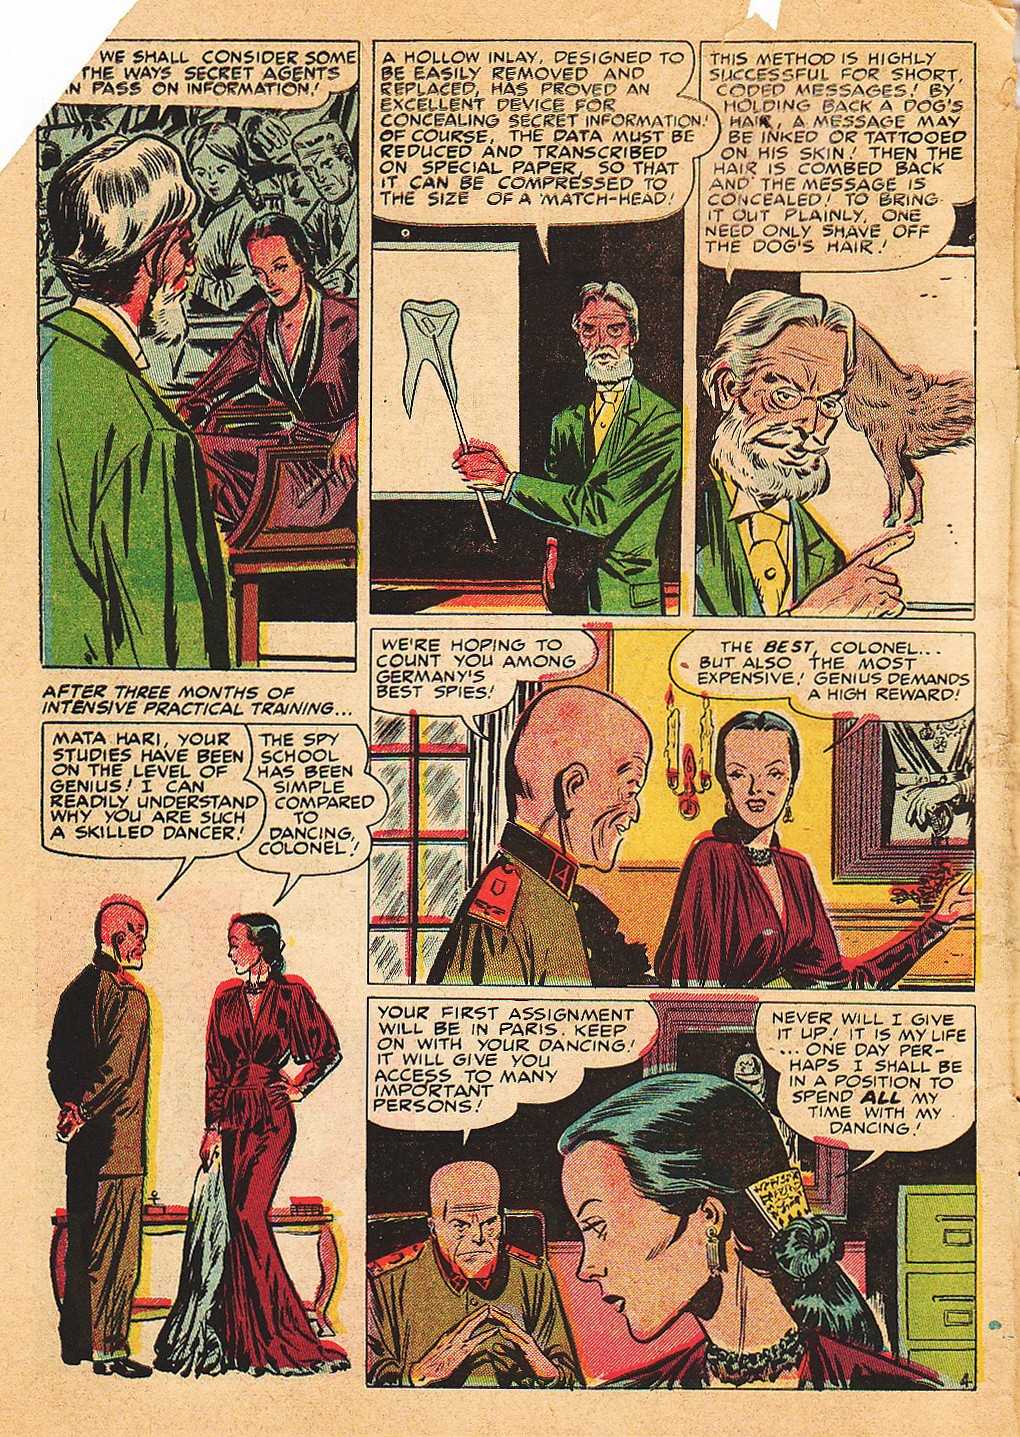 WE SHALL CONSIDER SOME
THE WAYS SECRET AGENTS
PASS ON INFORMATION!
A HOLLOW INLAY, DESIGNED TO
BE EASILY REMOVED AND
REPLACED, HAS PROVED AN
EXCELLENT DEVICE FOR
CONCEALING SECRET INFORMATION!
OF COURSE, THE DATA MUST BE
REDUCED AND TRANSCRIBED
ON SPECIAL PAPER, SO THAT
IT CAN BE COMPRESSED TO
THE SIZE OF A MATCH-HEAD!
THIS METHOD IS HIGHLY
SUCCESSFUL FOR SHORT,
CODED MESSAGES! BY
HOLDING BACK A DOG'S
HAIR, A MESSAGE MAY
BE INKED OR TATTOOED
ON HIS SKIN! THEN THE
HAIR IS COMBED BACK
AND THE MESSAGE IS
CONCEALED! TO BRING
IT OUT PLAINLY, ONE
NEED ONLY SHAVE OFF
THE DOG'S HAIR!
AFTER THREE MONTHS OF
INTENSIVE PRACTICAL TRAINING...
MATA HARI, YOUR
STUDIES HAVE BEEN
ON THE LEVEL OF
GENIUS! I CAN
READILY UNDERSTAND
WHY YOU ARE SUCH
A SKILLED DANCER!
THE SPY
SCHOOL
HAS BEEN
SIMPLE
COMPARED
TO
DANCING,
COLONEL!
WE'RE HOPING TO
COUNT YOU AMONG
GERMANY'S
BEST SPIES!
THE BEST, COLONEL...
BUT ALSO THE MOST
EXPENSIVE! GENIUS DEMANDS
A HIGH REWARD!
YOUR FIRST ASSIGNMENT
WILL BE IN PARIS. KEEP
ON WITH YOUR DANCING!
IT WILL GIVE YOU
ACCESS TO MANY
IMPORTANT
PERSONS!
NEVER WILL I GIVE
IT UP! IT IS MY LIFE
...ONE DAY PER-
HAPS I SHALL BE
IN A POSITION TO
SPEND ALL MY
TIME WITH MY
DANCING!
4